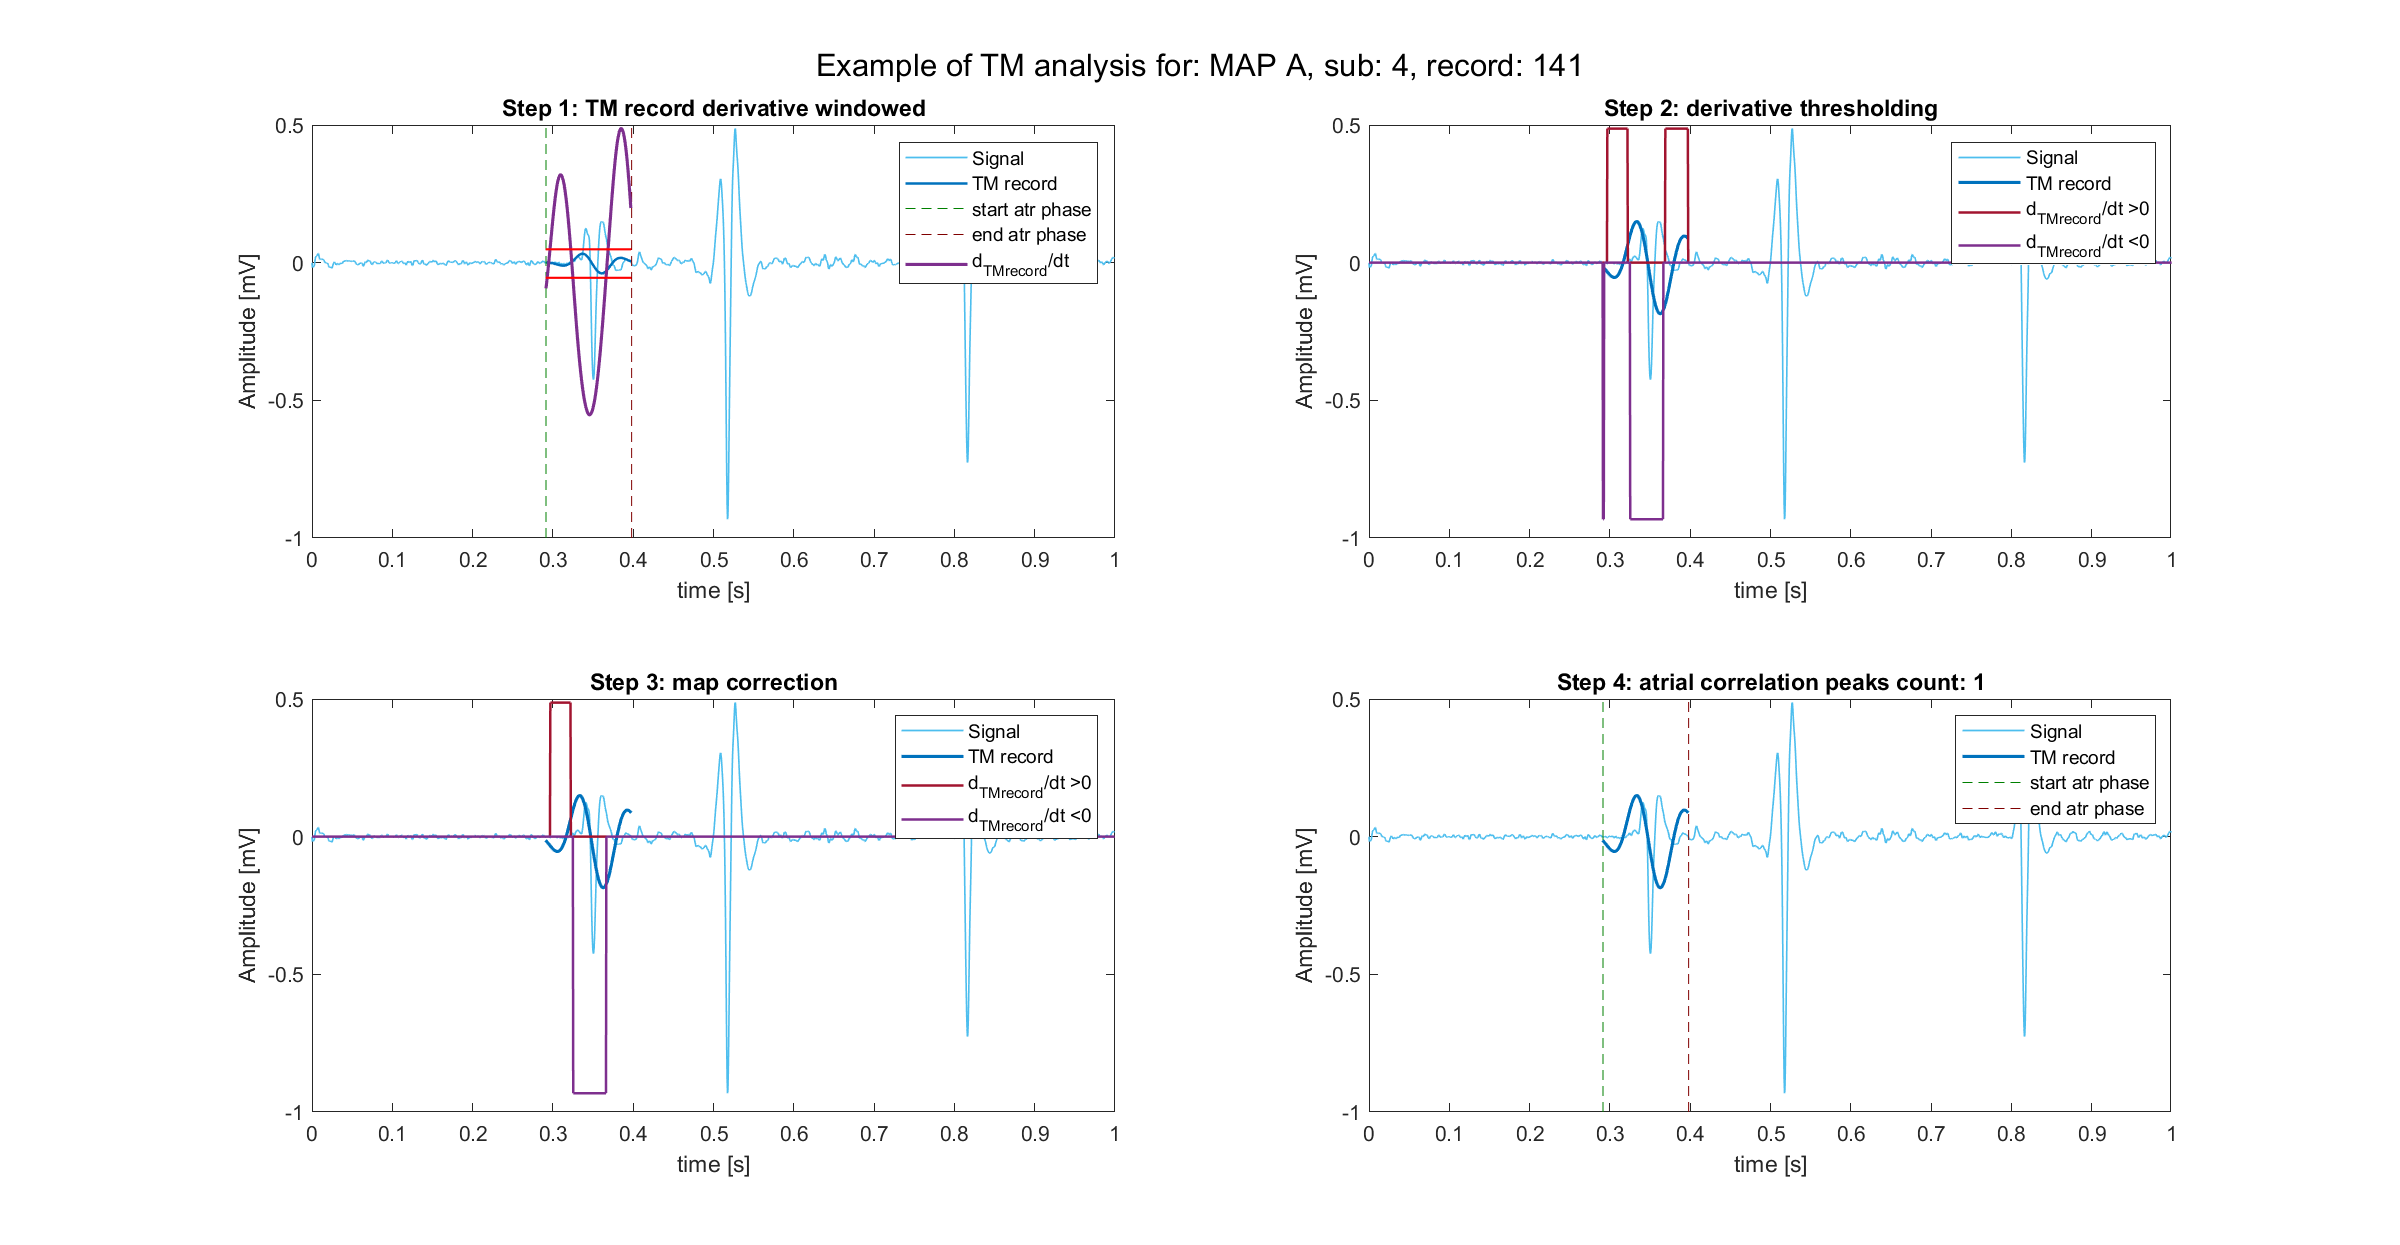 Example of TM analysis for: MAP A, sub: 4, record: 141
Step 1: TM record derivative windowed
0.5
0
-0.5
-1
Amplitude [mV]
Signal
TM record
start atr phase
end atr phase
dTMrecord/dt
0 0.1 0.2 0.3 0.4 0.5 0.6 0.7 0.8 0.9 1
time [s]
Step 2: derivative thresholding
0.5
0
-0.5
-1
Amplitude [mV]
Signal
TM record
dTMrecord/dt >0
dTMrecord/dt <0
0 0.1 0.2 0.3 0.4 0.5 0.6 0.7 0.8 0.9 1
time [s]
Step 3: map correction
0.5
0
-0.5
-1
Amplitude [mV]
Signal
TM record
dTMrecord/dt >0
dTMrecord/dt <0
0 0.1 0.2 0.3 0.4 0.5 0.6 0.7 0.8 0.9 1
time [s]
Step 4: atrial correlation peaks count: 1
0.5
0
-0.5
-1
Amplitude [mV]
Signal
TM record
start atr phase
end atr phase
0 0.1 0.2 0.3 0.4 0.5 0.6 0.7 0.8 0.9 1
time [s]